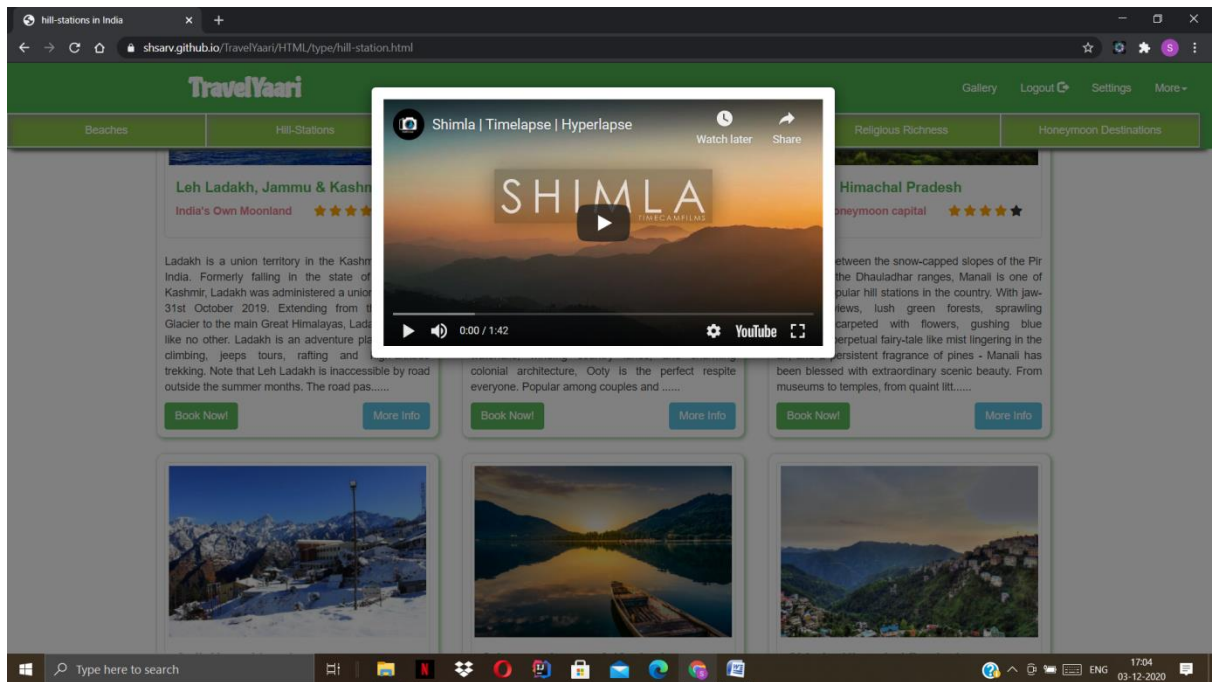 hill-stations in India
shsarv.github.io/TravelYaari/HTML/type/hill-station.html
S
TravelYaari
Gallery
Logout
Settings
More
Beaches
Hill-Stations
Religious Richness
Honeymoon Destinations
Shimla | Timelapse | Hyperlapse
Watch later
Share
SHIMLA
TIMECAMFILMS
0:00 / 1:42
YouTube
Leh Ladakh, Jammu & Kashm
India's Own Moonland
Ladakh is a union territory in the Kashm
India. Formerly falling in the state of
Kashmir, Ladakh was administered a union
31st October 2019. Extending from t
Glacier to the main Great Himalayas, Lada
like no other. Ladakh is an adventure pla
climbing, jeeps tours, rafting and
trekking. Note that Leh Ladakh is inaccessible by road
outside the summer months. The road pas......
Book Now!
More Info
colonial architecture, Ooty is the perfect respite
everyone. Popular among couples and ......
Book Now!
More Info
Himachal Pradesh
oneymoon capital
etween the snow-capped slopes of the Pir
the Dhauladhar ranges, Manali is one of
pular hill stations in the country. With jaw-
iews, lush green forests, sprawling
carpeted with flowers, gushing blue
erpetual fairy-tale like mist lingering in the
persistent fragrance of pines - Manali has
been blessed with extraordinary scenic beauty. From
museums to temples, from quaint litt......
Book Now!
More Info
Type here to search
ENG
17:04
03-12-2020